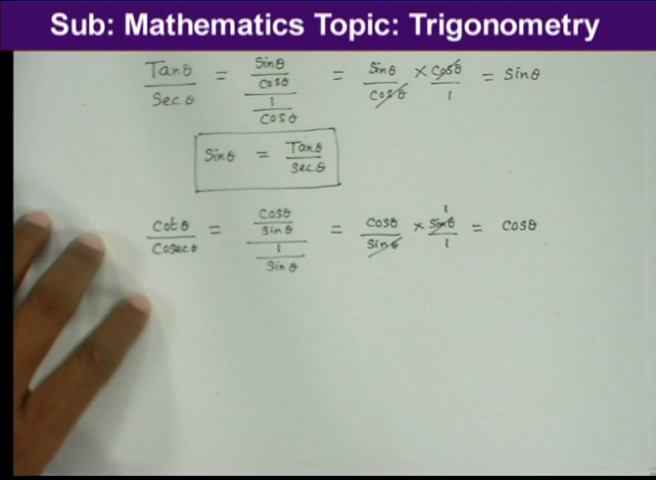 Sub: Mathematics Topic: Trigonometry
Tanθ/Secθ = (Sinθ/Cosθ)/(1/Cosθ) = Sinθ/Cosθ × Cosθ/1 = Sinθ
Sinθ = Tanθ/Secθ
Cotθ/Cosecθ = (Cosθ/Sinθ)/(1/Sinθ) = Cosθ/Sinθ × Sinθ 1/1 = Cosθ